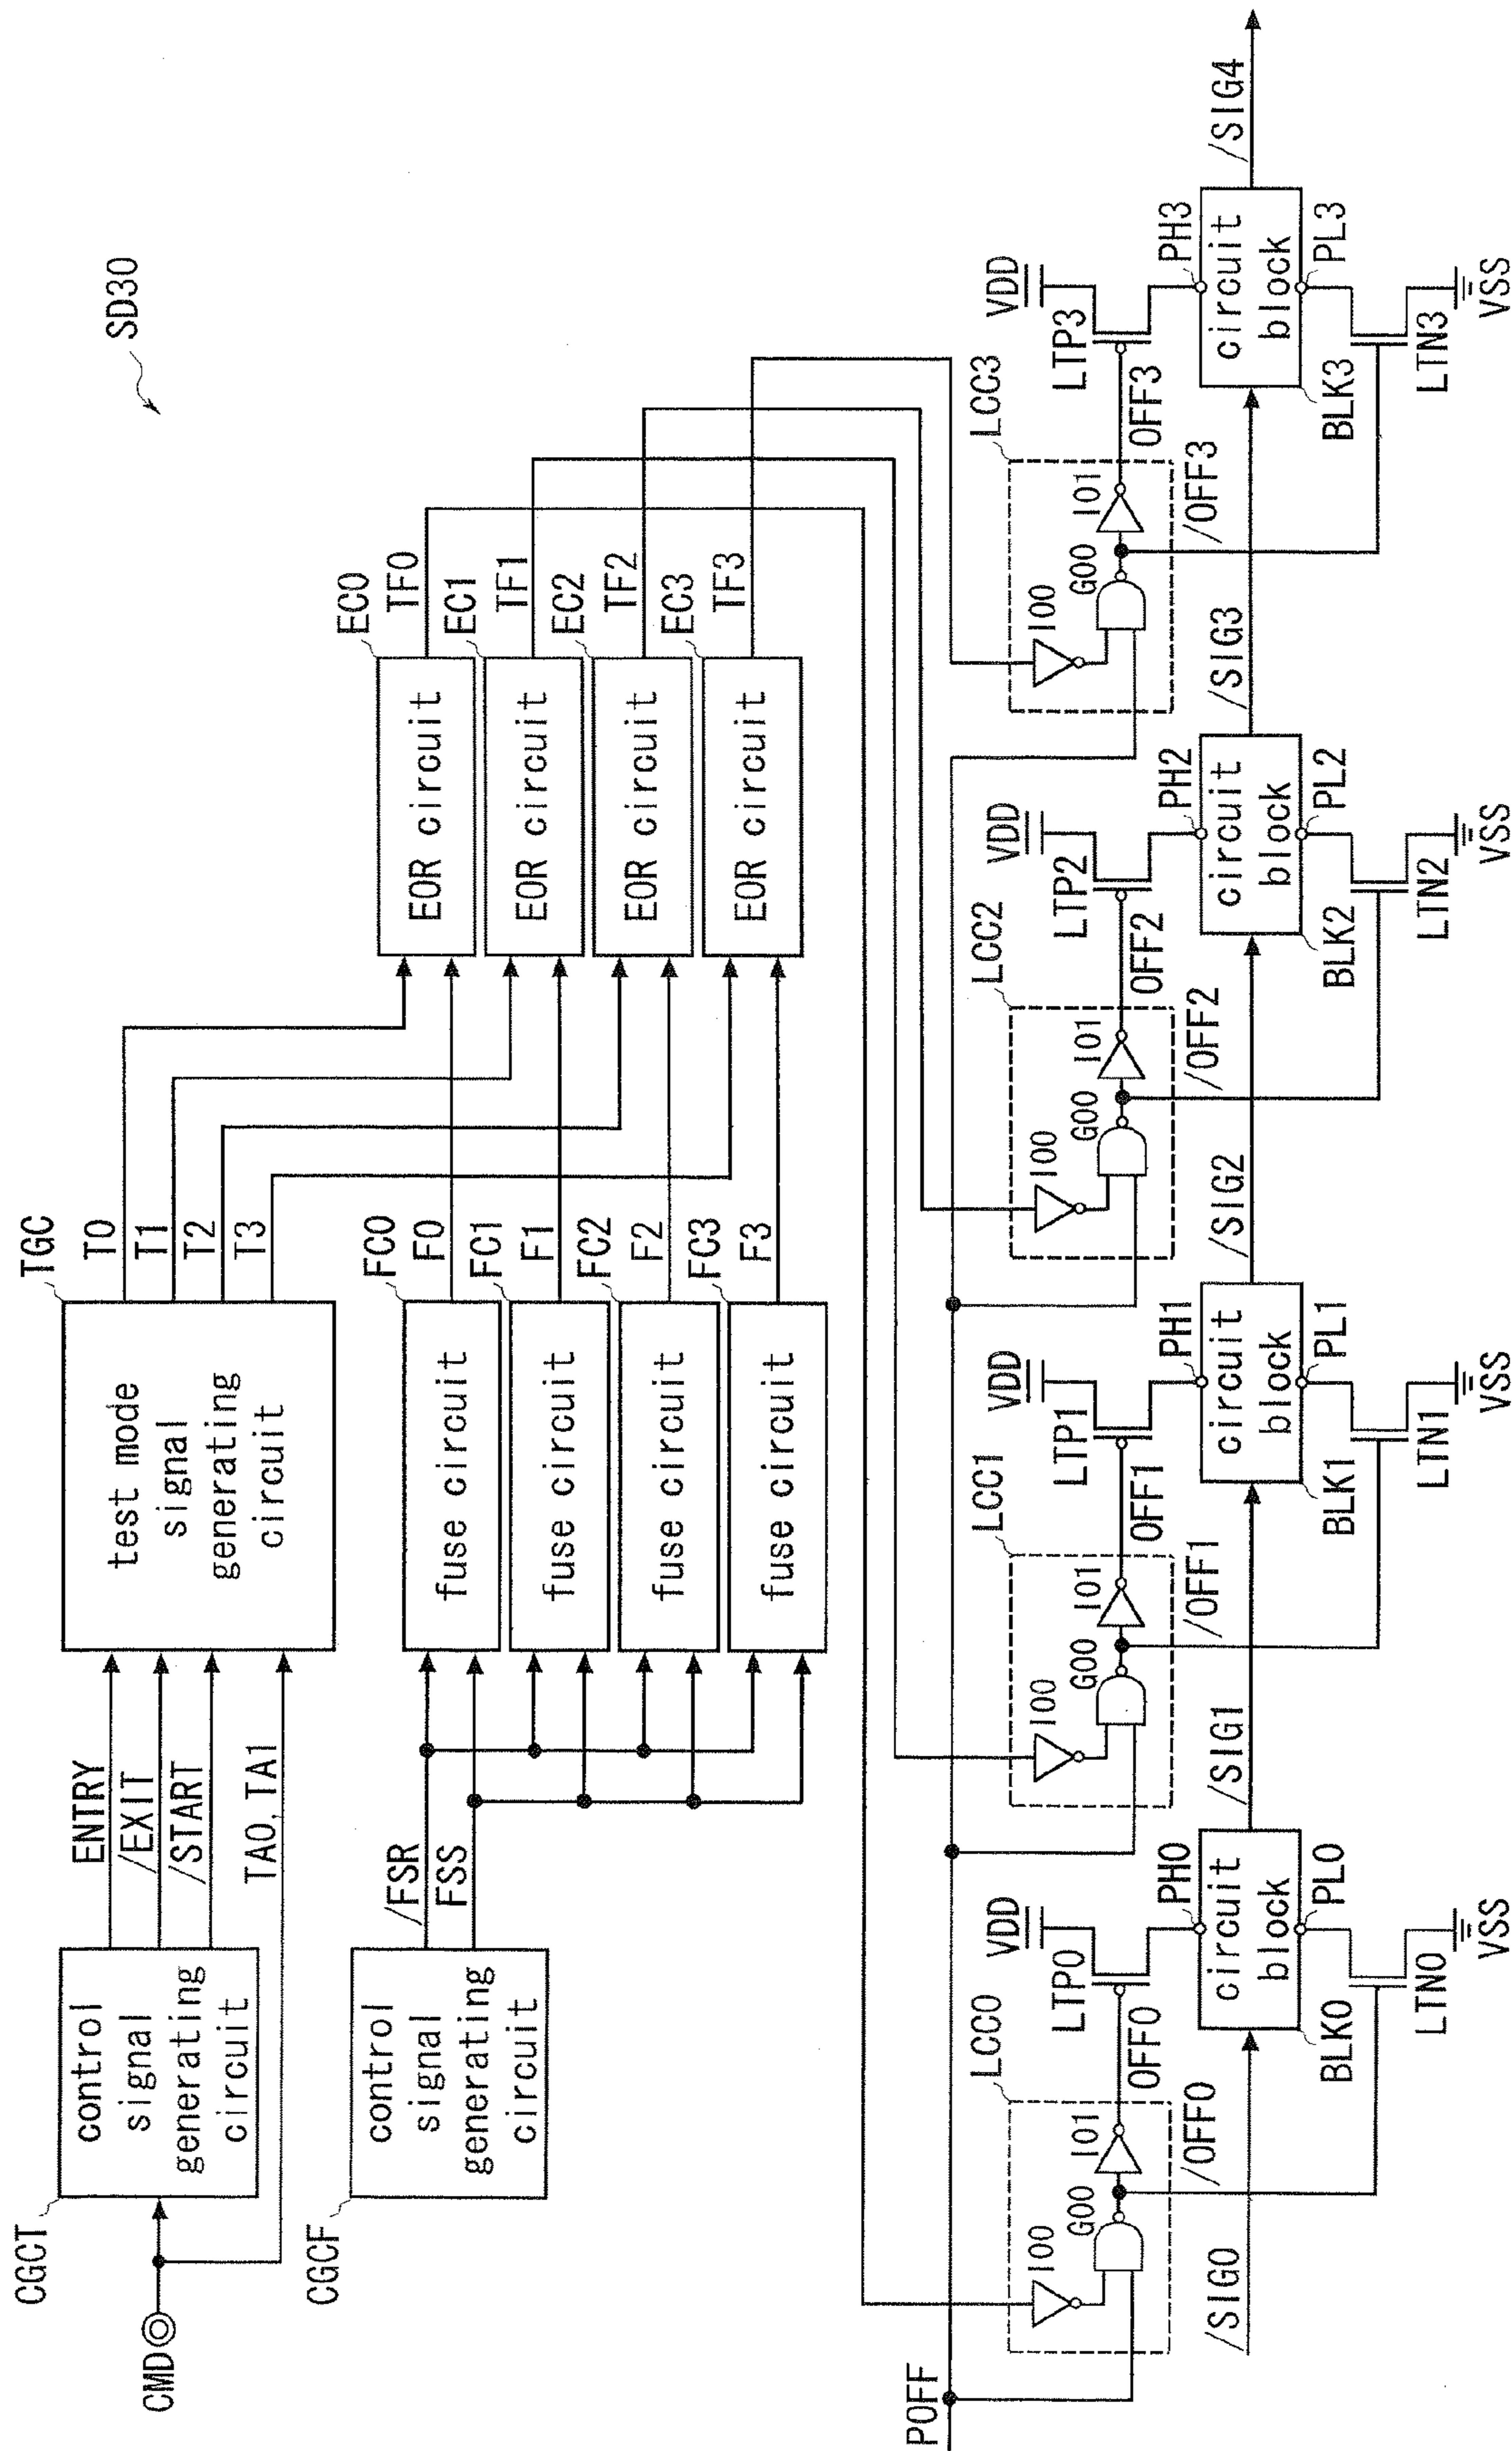 SD30
CGCT
control
signal
generating
circuit
CMD
ENTRY
/EXIT
/START
TA0, TA1
TGC
test mode
signal
generating
circuit
T0
T1
T2
T3
CGCF
control
signal
generating
circuit
/FSR
FSS
fuse circuit
FC0
F0
fuse circuit
FC1
F1
fuse circuit
FC2
F2
fuse circuit
FC3
F3
EOR circuit
EC0
TF0
EOR circuit
EC1
TF1
EOR circuit
EC2
TF2
EOR circuit
EC3
TF3
POFF
LCC0
I00
G00
I01
OFF0
/OFF0
VDD
LTP0
PH0
circuit
block
BLK0
PL0
LTN0
VSS
/SIG0
/SIG1
LCC1
I00
G00
I01
OFF1
/OFF1
VDD
LTP1
PH1
circuit
block
BLK1
PL1
LTN1
VSS
/SIG2
LCC2
I00
G00
I01
OFF2
/OFF2
VDD
LTP2
PH2
circuit
block
BLK2
PL2
LTN2
VSS
/SIG3
LCC3
I00
G00
I01
OFF3
/OFF3
VDD
LTP3
PH3
circuit
block
BLK3
PL3
LTN3
VSS
/SIG4